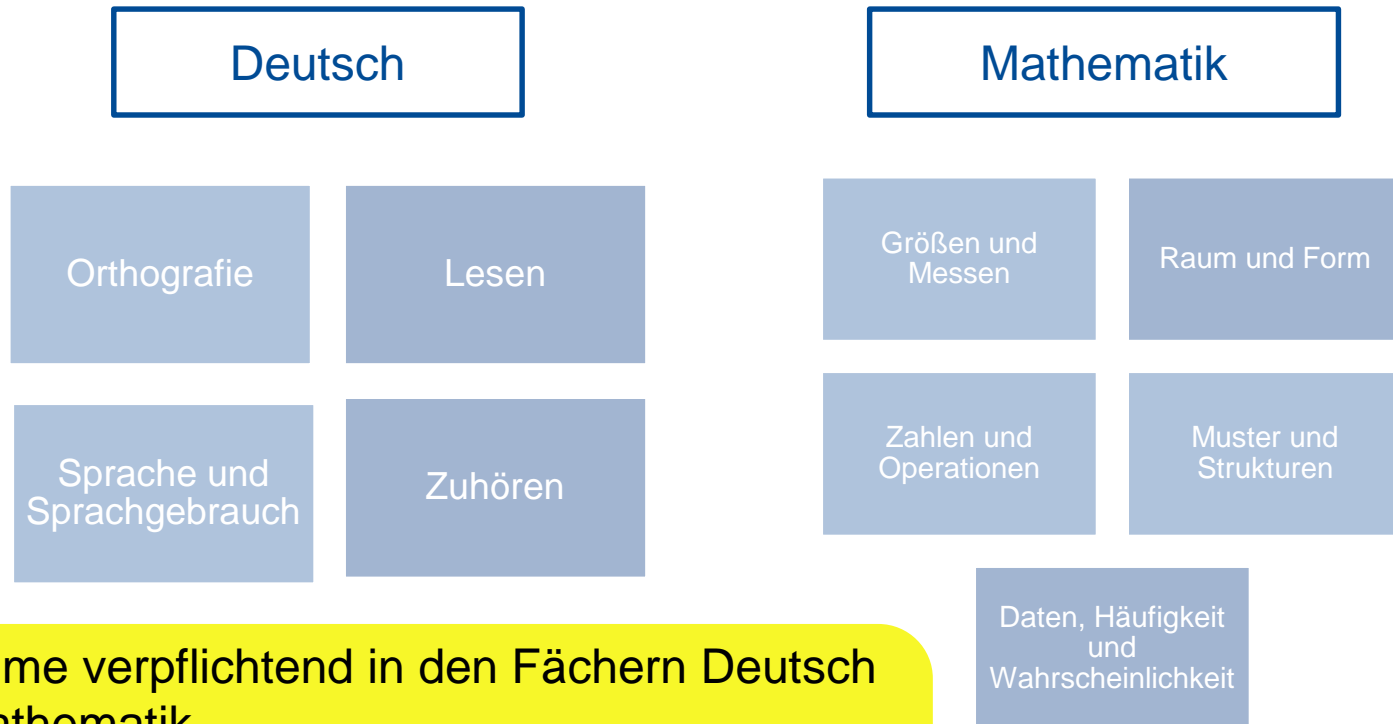 Deutsch
Orthografie
Lesen
Sprache und
Sprachgebrauch
Zuhören
Mathematik
Größen und
Messen
Raum und Form
Zahlen und
Operationen
Muster und
Strukturen
Daten, Häufigkeit
und
Wahrscheinlichkeit
verpflichtend in den Fächern Deutsch